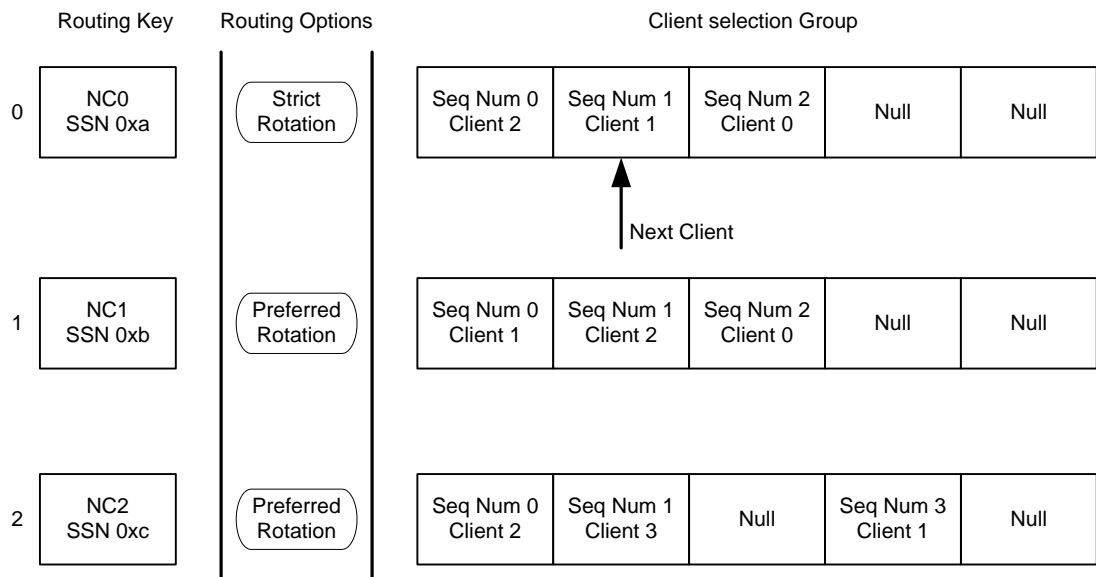 Routing Key
Routing Options
Client selection Group
0
NC0
SSN 0xa
Strict
Rotation
Seq Num 0
Client 2
Seq Num 1
Client 1
Seq Num 2
Client 0
Null
Null
Next Client
1
NC1
SSN 0xb
Preferred
Rotation
Seq Num 0
Client 1
Seq Num 1
Client 2
Seq Num 2
Client 0
Null
Null
2
NC2
SSN 0xc
Preferred
Rotation
Seq Num 0
Client 2
Seq Num 1
Client 3
Null
Seq Num 3
Client 1
Null